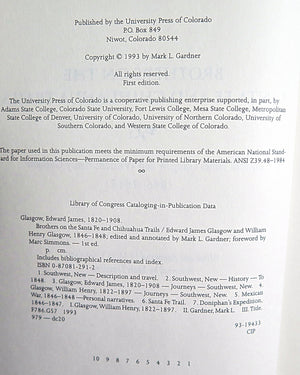 Published by the University Press of Colorado
P.O. Box 849
Niwot, Colorado 80544
Copyright © 1993 by Mark L. Gardner
All rights reserved.
First edition.
The University Press of Colorado is a cooperative publishing enterprise supported, in part, by
Adams State College, Colorado State University, Fort Lewis College, Mesa State College, Metropolitan
State College of Denver, University of Colorado, University of Northern Colorado, University of
Southern Colorado, and Western State College of Colorado.
The paper used in this publication meets the minimum requirements of the American National Stand-
ard for Information Sciences—Permanence of Paper for Printed Library Materials. ANSI Z39.48–1984
∞
Library of Congress Cataloging-in-Publication Data
Glasgow, Edward James, 1820–1908.
Brothers on the Santa Fe and Chihuahua Trails / Edward James Glasgow and William
Henry Glasgow, 1846–1848; edited and annotated by Mark L. Gardner; foreword by
Marc Simmons. — 1st ed.
p. cm.
Includes bibliographical references and index.
ISBN 0-87081-291-2
1. Southwest, New – Description and travel. 2. Southwest, New – History – To
1848. 3. Glasgow, Edward James, 1820–1908 – Journeys – Southwest, New. 4.
Glasgow, William Henry, 1822–1897 – Journeys – Southwest, New. 5. Mexican
War, 1846–1848 – Personal narratives. 6. Santa Fe Trail. 7. Doniphan's Expedition,
1846–1847. I. Glasgow, William Henry, 1822–1897. II. Gardner, Mark L. III. Title.
F786.G57 1993
979 — dc20
93-19433
CIP
10 9 8 7 6 5 4 3 2 1